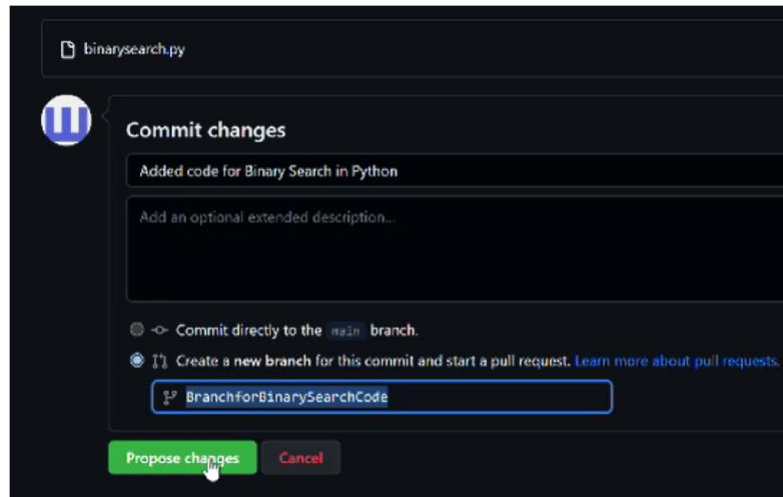 binarysearch.py
Commit changes
Added code for Binary Search in Python
Add an optional extended description...
Commit directly to the main branch.
Create a new branch for this commit and start a pull request. Learn more about pull requests.
BranchforBinarySearchCode
Propose changes Cancel